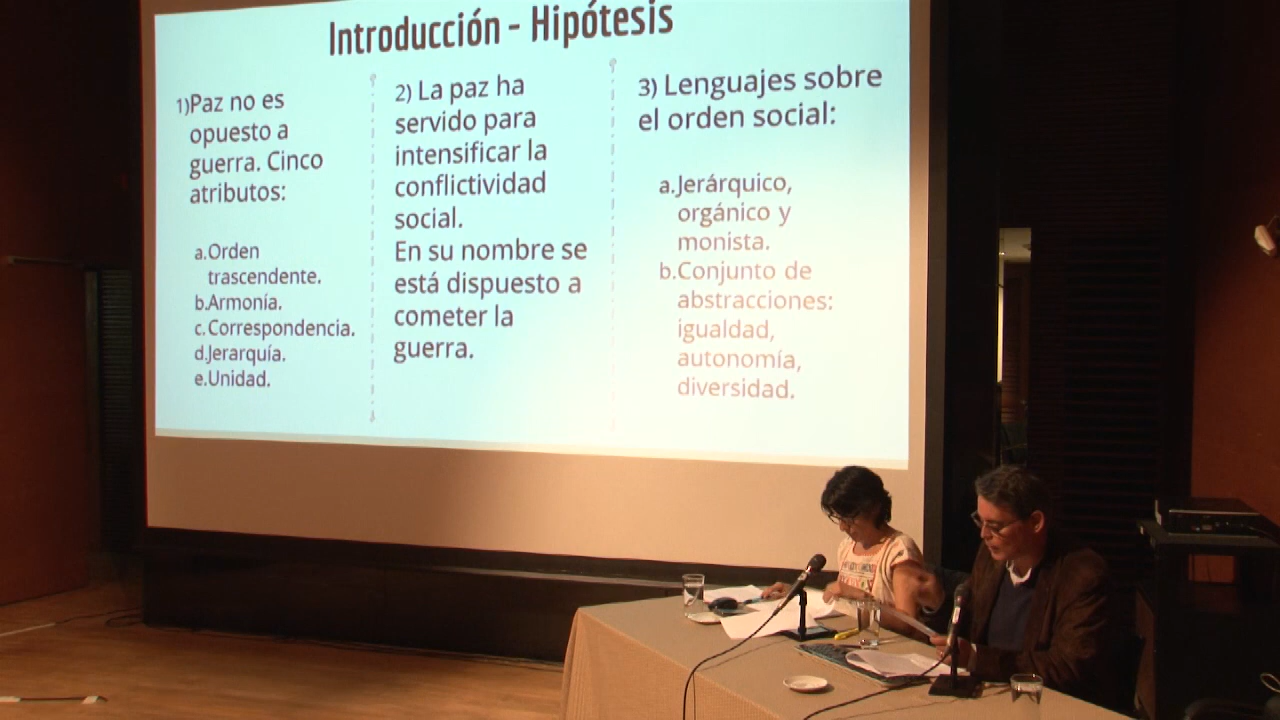 Introducción - Hipótesis
1)Paz no es
opuesto a
guerra. Cinco
atributos:
a.Orden
trascendente.
b.Armonía.
c.Correspondencia.
d.Jerarquía.
e.Unidad.
2) La paz ha
servido para
intensificar la
conflictividad
social.
En su nombre se
está dispuesto a
cometer la
guerra.
3) Lenguajes sobre
el orden social:
a.Jerárquico,
orgánico y
monista.
b.Conjunto de
abstracciones:
igualdad,
autonomía,
diversidad.